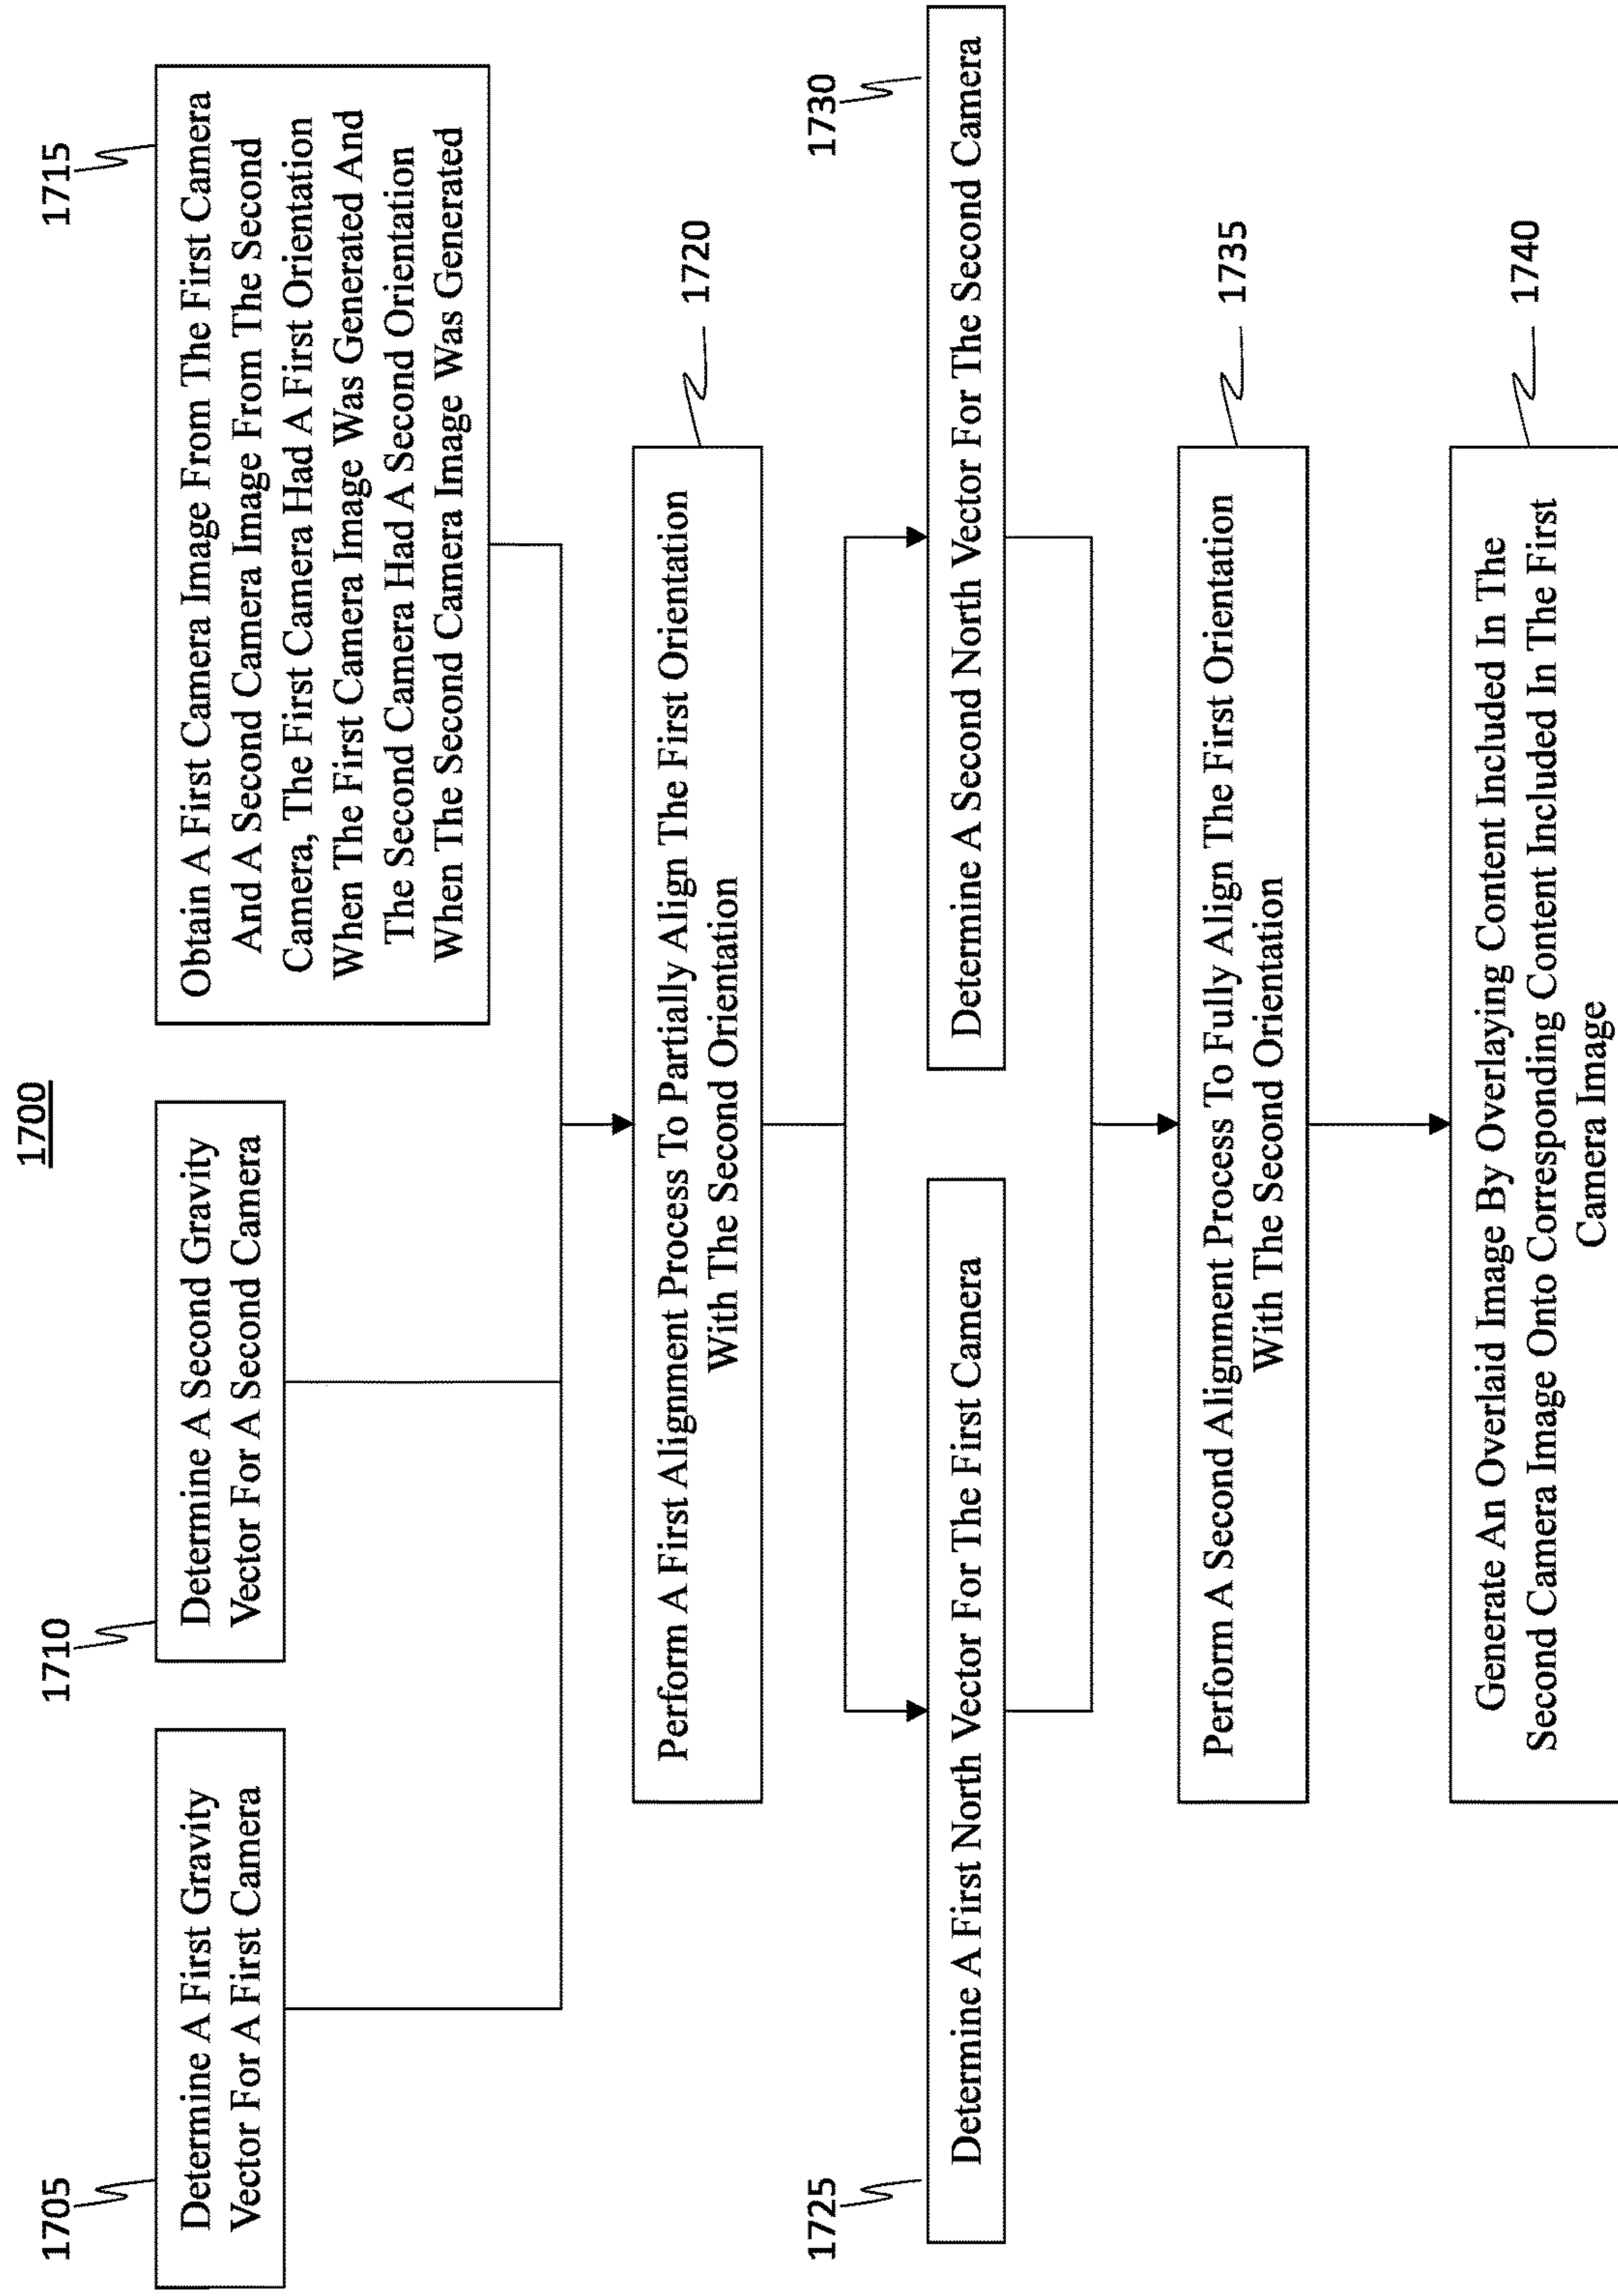 1700
1705
Determine A First Gravity
Vector For A First Camera
1710
Determine A Second Gravity
Vector For A Second Camera
1715
Obtain A First Camera Image From The First Camera
And A Second Camera Image From The Second
Camera, The First Camera Had A First Orientation
When The First Camera Image Was Generated And
The Second Camera Had A Second Orientation
When The Second Camera Image Was Generated
1720
Perform A First Alignment Process To Partially Align The First Orientation
With The Second Orientation
1725
Determine A First North Vector For The First Camera
1730
Determine A Second North Vector For The Second Camera
1735
Perform A Second Alignment Process To Fully Align The First Orientation
With The Second Orientation
1740
Generate An Overlaid Image By Overlaying Content Included In The
Second Camera Image Onto Corresponding Content Included In The First
Camera Image